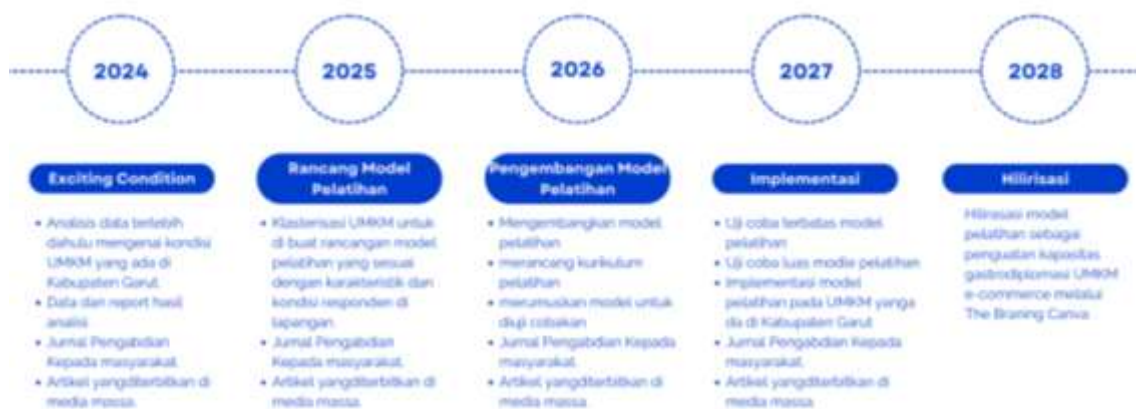 2024
2025
2026
2027
2028
Exciting Condition
• Analisis data terlebih
dahulu mengenai kondisi
UMKM yang ada di
Kabupaten Garut.
• Data dan report hasil
analisi
• Jurnal Pengabdian
Kepada masyarakat.
• Artikel yangditerbitkan di
media massa.
Rancang Model
Pelatihan
• Klasterisasi UMKM untuk
di buat rancangan model
pelatihan yang sesuai
dengan karakteristik dan
kondisi responden di
lapangan.
• Jurnal Pengabdian
Kepada masyarakat.
• Artikel yangditerbitkan di
media massa.
Pengembangan Model
Pelatihan
• Mengembangkan model
pelatihan
• merancang kurikulum
pelatihan
• merumuskan model untuk
diuji cobakan
• Jurnal Pengabdian Kepada
masyarakat.
• Artikel yangditerbitkan di
media massa
Implementasi
• Uji coba terbatas model
pelatihan
• Uji coba luas modle pelatihan
• Implementasi model
pelatihan pada UMKM yanga
da di Kabupaten Garut
• Jurnal Pengabdian Kepada
masyarakat.
• Artikel yangditerbitkan di
media massa
Hilirisasi
Hilirasasi model
pelatihan sebagai
penguatan kapasitas
gastrodiplomasi UMKM
e-commerce melalui
The Braning Canva